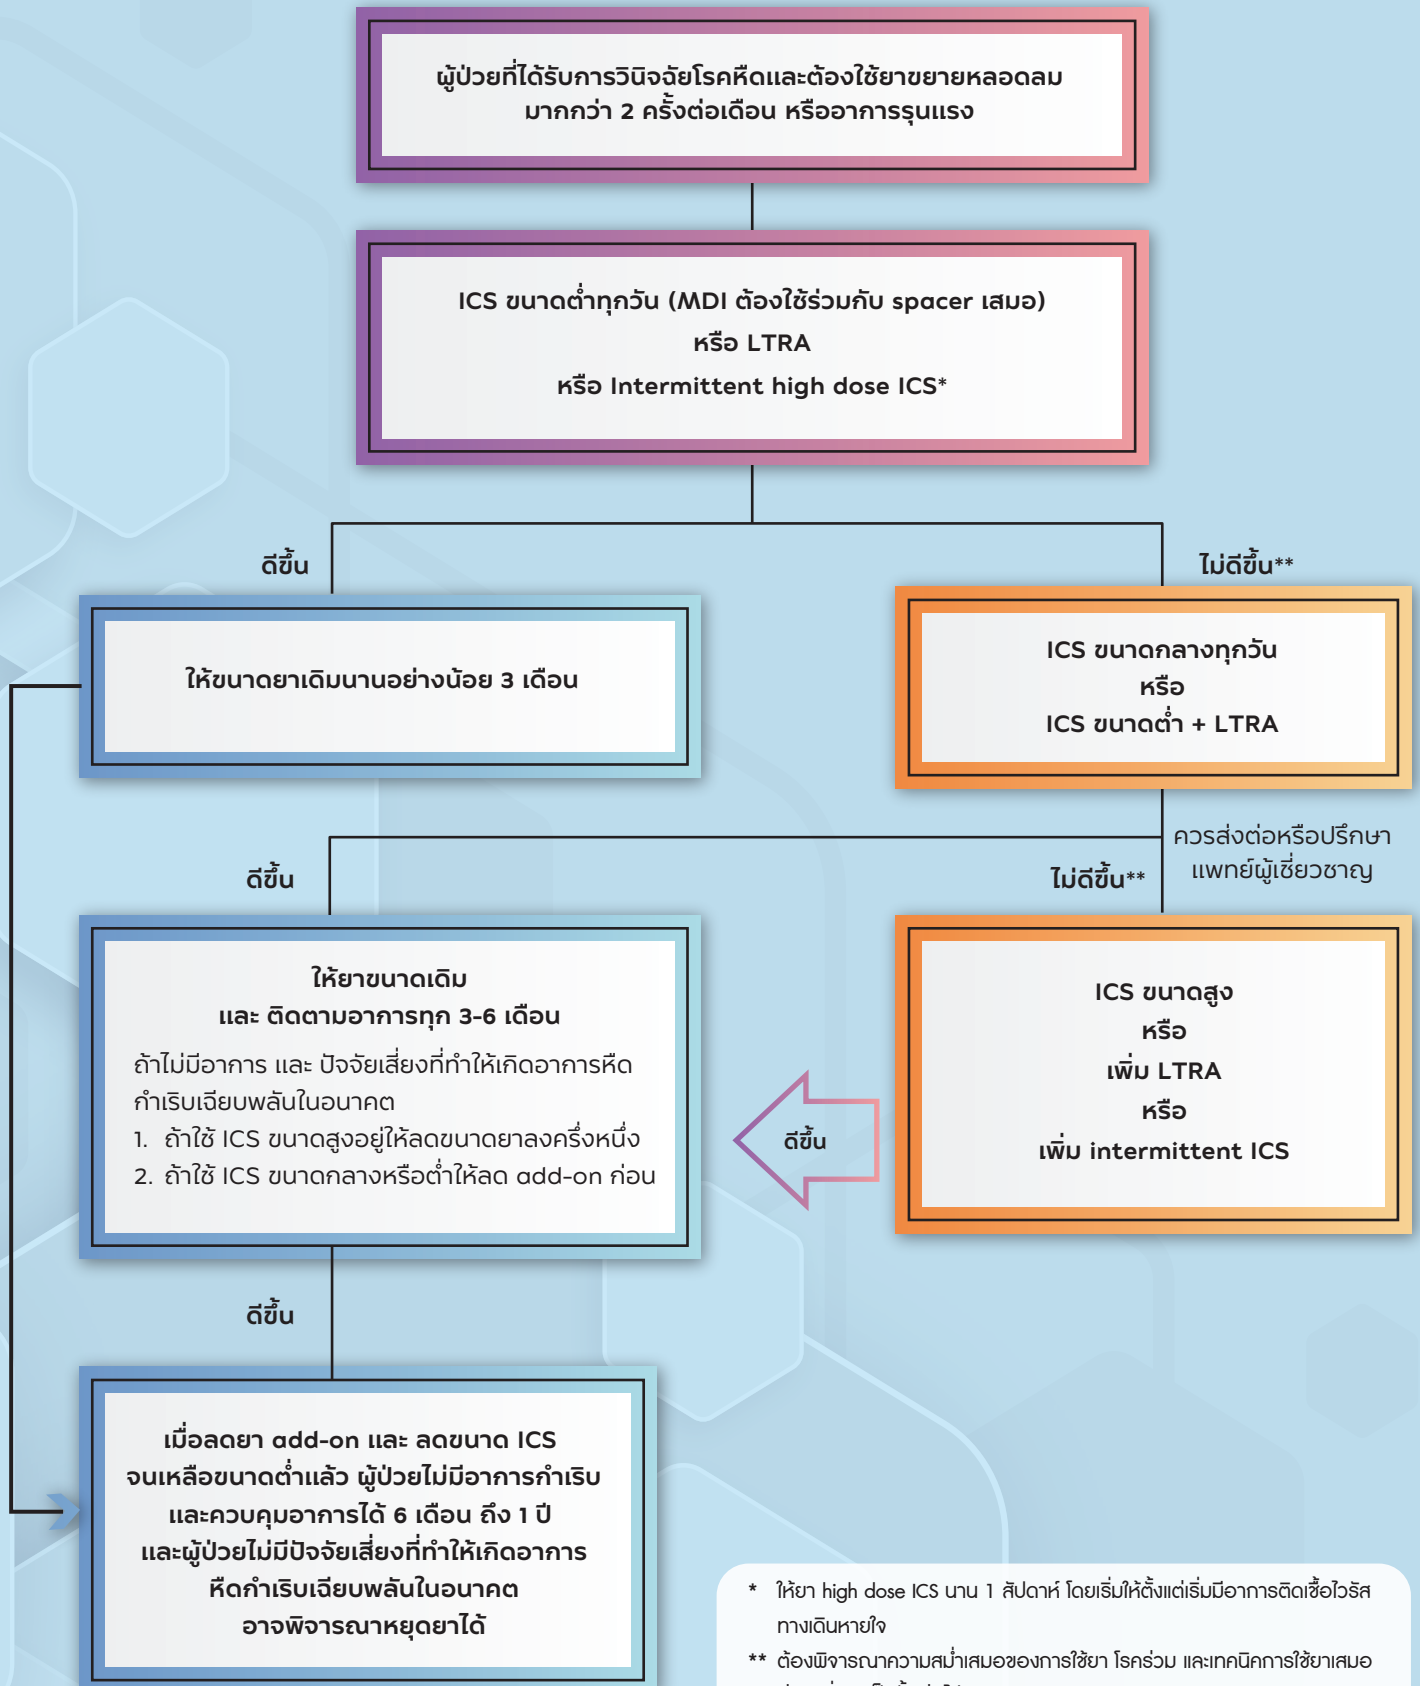 ผู้ป่วยที่ได้รับการวินิจฉัยโรคหืดและต้องใช้ยาขยายหลอดลม
มากกว่า 2 ครั้งต่อเดือน หรืออาการรุนแรง
ICS ขนาดต่ำทุกวัน (MDI ต้องใช้ร่วมกับ spacer เสมอ)
หรือ LTRA
หรือ Intermittent high dose ICS*
ดีขึ้น
ไม่ดีขึ้น**
ให้ขนาดยาเดิมนานอย่างน้อย 3 เดือน
ICS ขนาดกลางทุกวัน
หรือ
ICS ขนาดต่ำ + LTRA
ควรส่งต่อหรือปรึกษา
แพทย์ผู้เชี่ยวชาญ
ดีขึ้น
ไม่ดีขึ้น**
ให้ยาขนาดเดิม
และ ติดตามอาการทุก 3-6 เดือน
ถ้าไม่มีอาการ และ ปัจจัยเสี่ยงที่ทำให้เกิดอาการหืด
กำเริบเฉียบพลันในอนาคต
1. ถ้าใช้ ICS ขนาดสูงอยู่ให้ลดขนาดยาลงครึ่งหนึ่ง
2. ถ้าใช้ ICS ขนาดกลางหรือต่ำให้ลด add-on ก่อน
ดีขึ้น
ICS ขนาดสูง
หรือ
เพิ่ม LTRA
หรือ
เพิ่ม intermittent ICS
ดีขึ้น
เมื่อลดยา add-on และ ลดขนาด ICS
จนเหลือขนาดต่ำแล้ว ผู้ป่วยไม่มีอาการกำเริบ
และควบคุมอาการได้ 6 เดือน ถึง 1 ปี
และผู้ป่วยไม่มีปัจจัยเสี่ยงที่ทำให้เกิดอาการ
หืดกำเริบเฉียบพลันในอนาคต
อาจพิจารณาหยุดยาได้
* ให้ยา high dose ICS นาน 1 สัปดาห์ โดยเริ่มให้ตั้งแต่เริ่มมีอาการติดเชื้อไวรัส
ทางเดินหายใจ
** ต้องพิจารณาความสม่ำเสมอของการใช้ยา โรคร่วม และเทคนิคการใช้ยาเสมอ